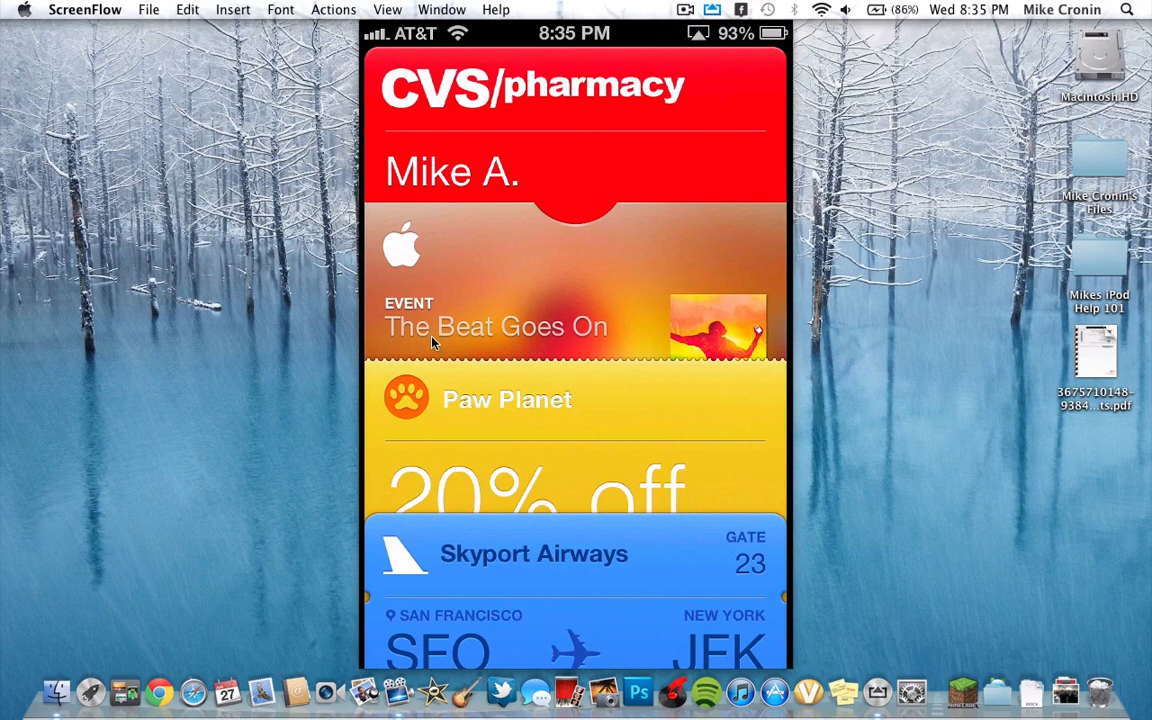 ScreenFlow File Edit Insert Font Actions View Window Help (86%) Wed 8:35 PM Mike Cronin
AT&T 8:35 PM 93%
CVS/pharmacy
Mike A.
EVENT
The Beat Goes On
Paw Planet
20% off
Skyport Airways
GATE
23
SAN FRANCISCO NEW YORK
SFO JFK
Macintosh HD
Mike Cronin's
Files
Mikes iPod
Help 101
3675710148-
9384...ts.pdf
27
Ps
DOCX